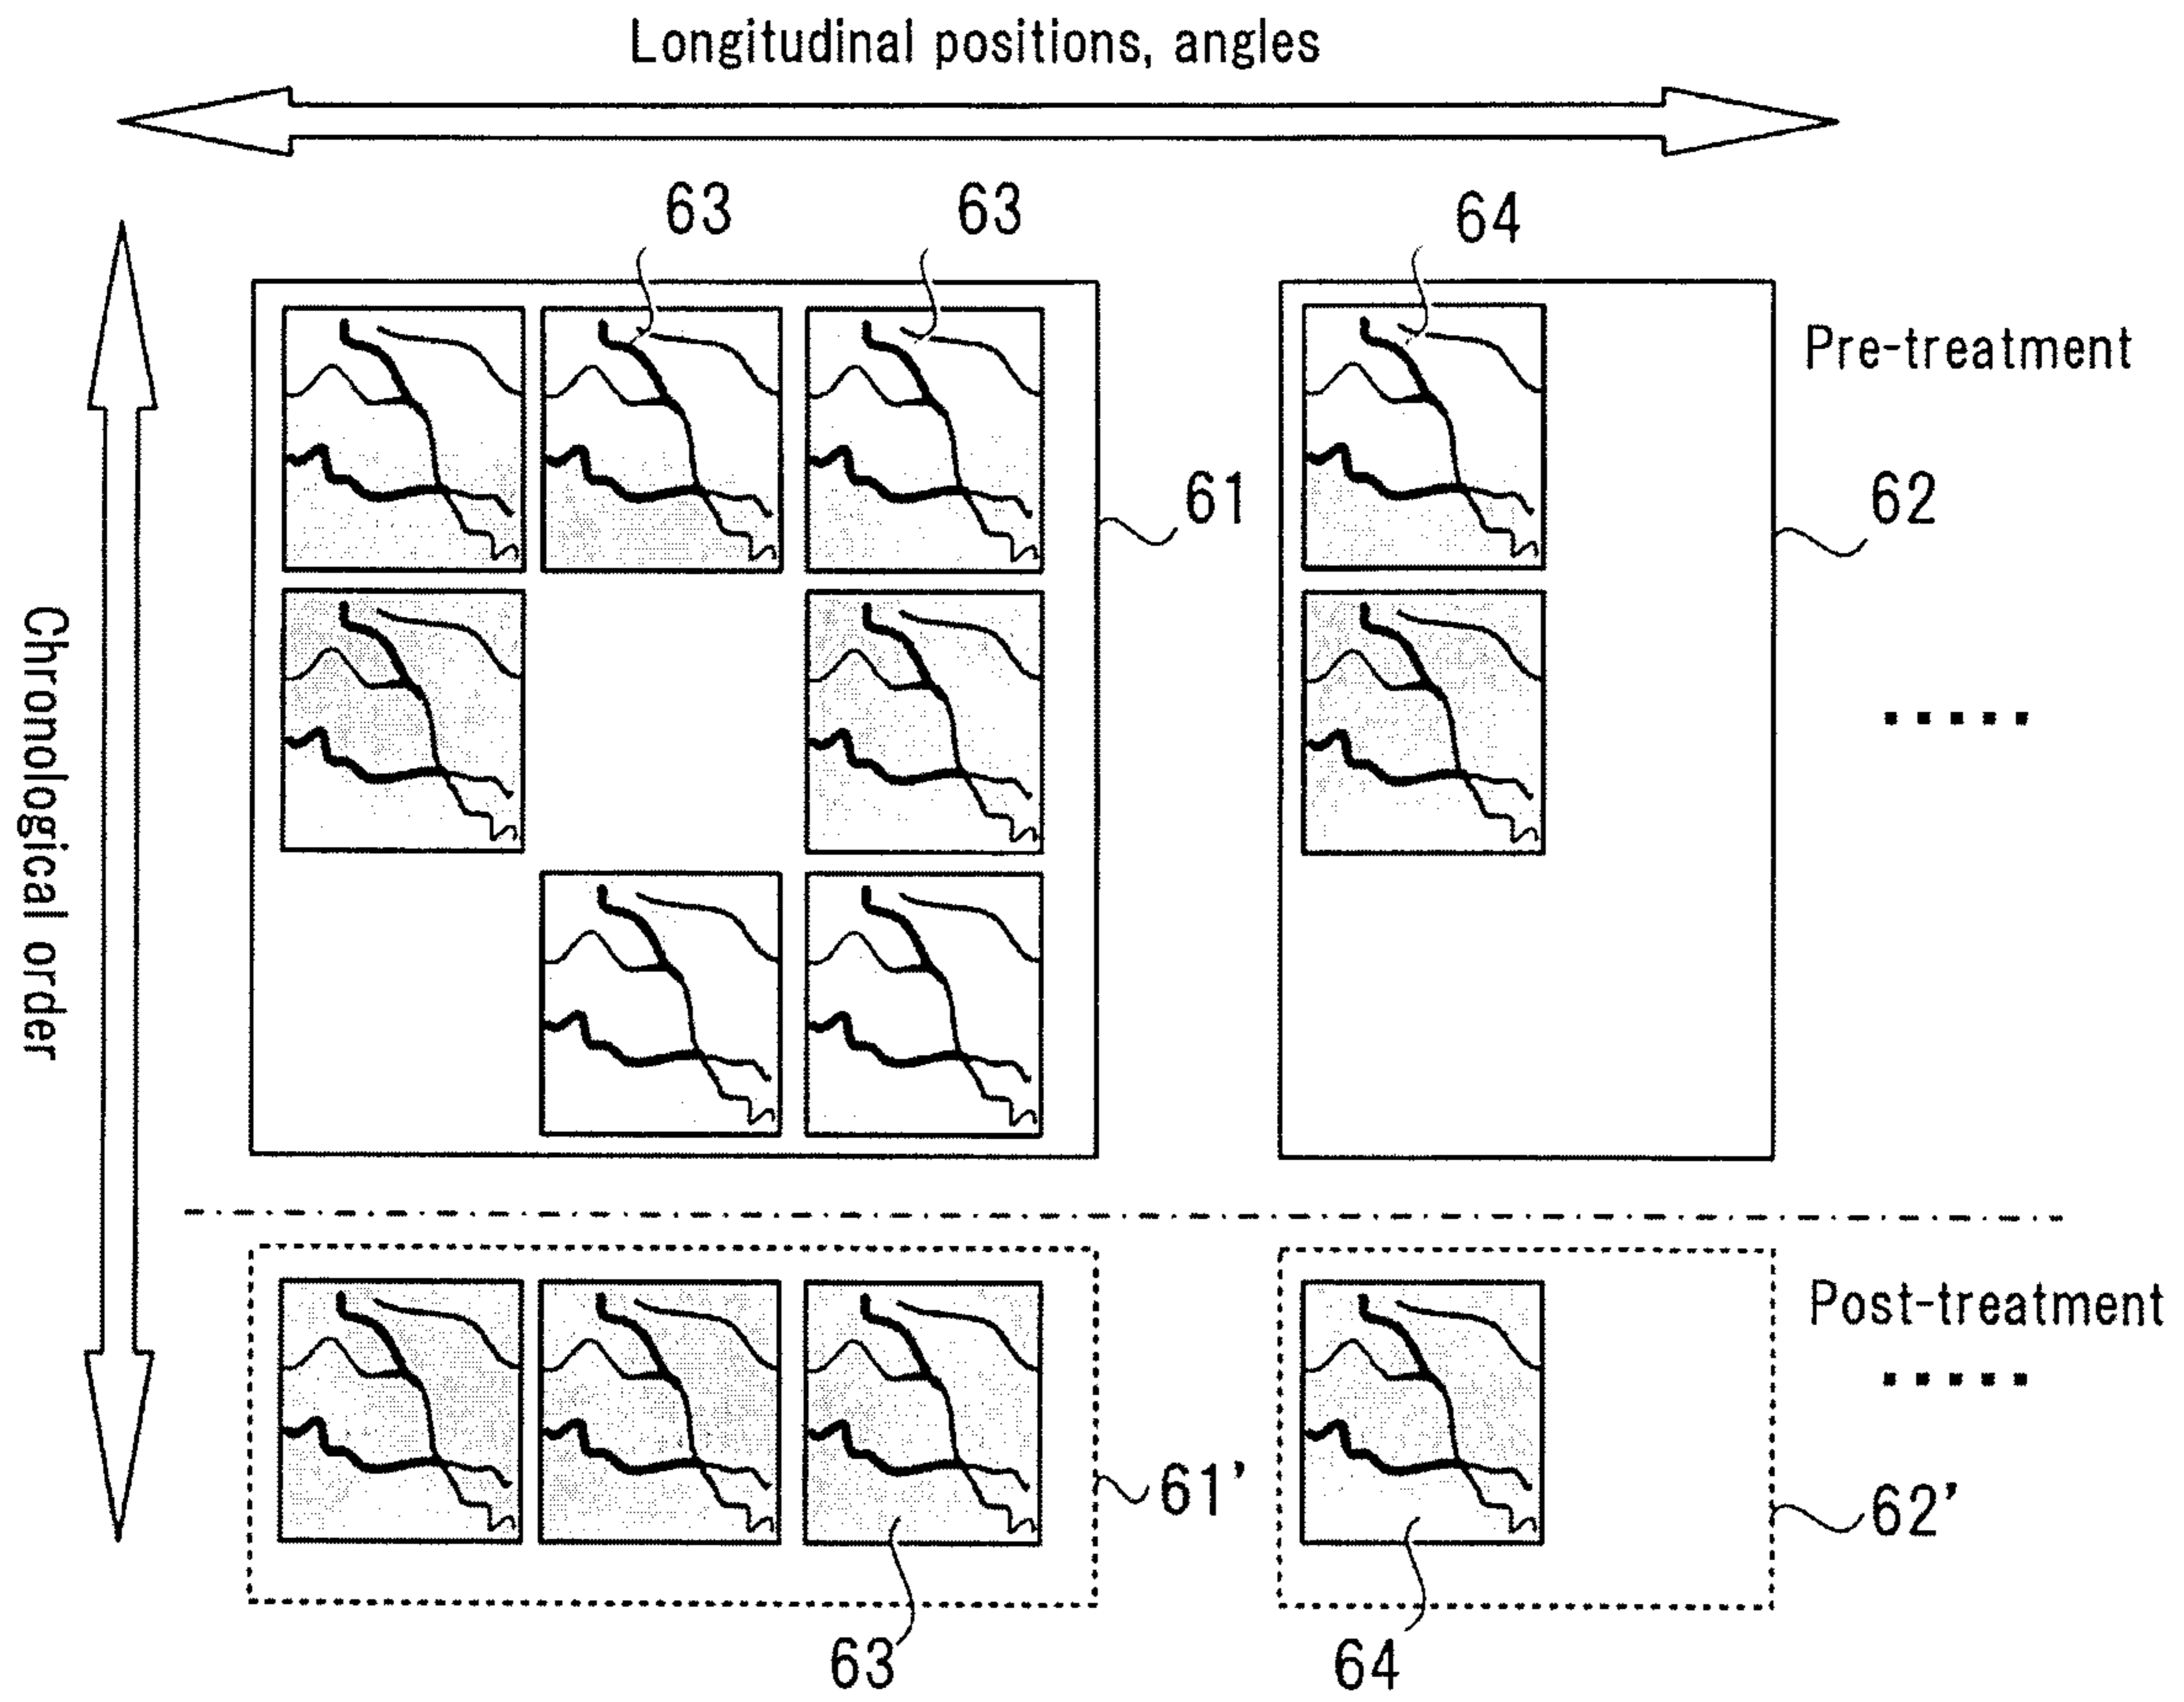 Longitudinal positions, angles
63
63
64
Pre-treatment
61
62
Chronological order
.....
Post-treatment
.....
61'
62'
63
64